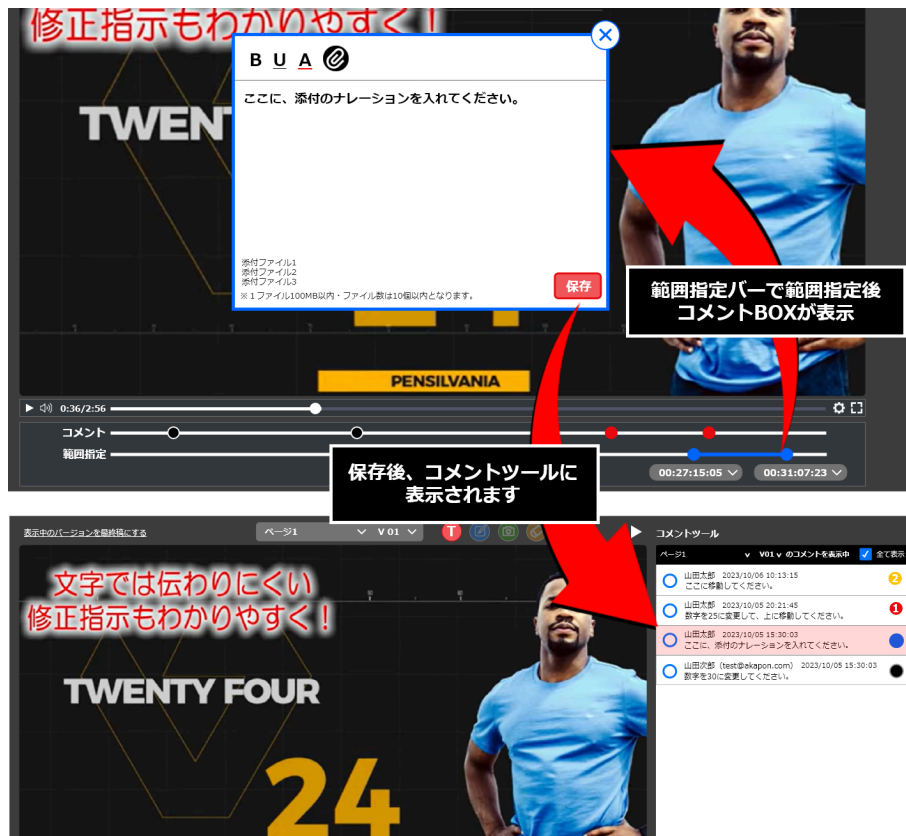 修正指示もわかりやすく！
TWEN
B U A
ここに、添付のナレーションを入れてください。
添付ファイル1
添付ファイル2
添付ファイル3
※1ファイル100MB以内・ファイル数は10個以内となります。
保存
範囲指定バーで範囲指定後
コメントBOXが表示
PENSILVANIA
0:36/2:56
コメント
範囲指定
00:27:15:05
00:31:07:23
保存後、コメントツールに
表示されます
表示中のバージョンを最終稿にする
ページ1
V 01
T
コメントツール
ページ1 V01 のコメントを表示中 全て表示
山田太郎 2023/10/06 10:13:15
ここに移動してください。
2
山田太郎 2023/10/05 20:21:45
数字を25に変更して、上に移動してください。
1
山田太郎 2023/10/05 15:30:03
ここに、添付のナレーションを入れてください。
山田次郎（test@akapon.com） 2023/10/05 15:30:03
数字を30に変更してください。
文字では伝わりにくい
修正指示もわかりやすく！
TWENTY FOUR
24